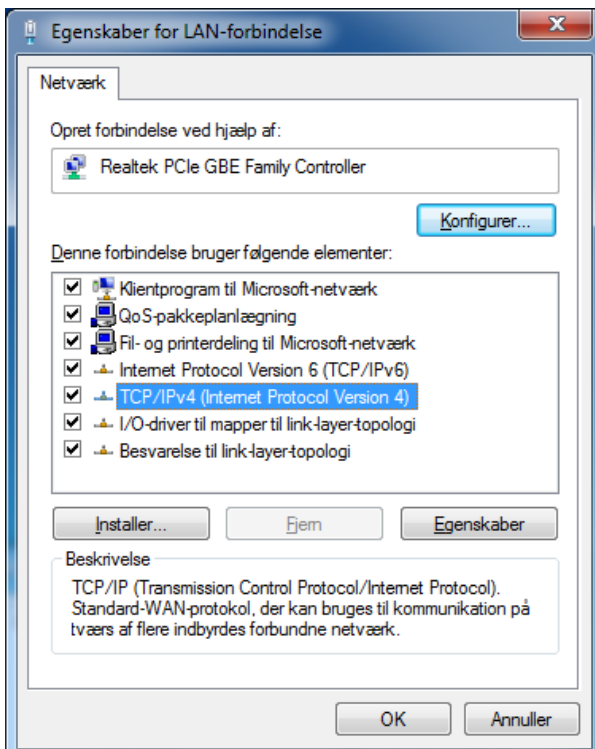 Egenskaber for LAN-forbindelse
Netværk
Opret forbindelse ved hjælp af:
Realtek PCIe GBE Family Controller
Konfigurer...
Denne forbindelse bruger følgende elementer:
Klientprogram til Microsoft-netværk
QoS-pakkeplanlægning
Fil- og printerdeling til Microsoft-netværk
Internet Protocol Version 6 (TCP/IPv6)
TCP/IPv4 (Internet Protocol Version 4)
I/O-driver til mapper til link-layer-topologi
Besvarelse til link-layer-topologi
Installer...
Fjern
Egenskaber
Beskrivelse
TCP/IP (Transmission Control Protocol/Internet Protocol).
Standard-WAN-protokol, der kan bruges til kommunikation på
tværs af flere indbyrdes forbundne netværk.
OK
Annuller